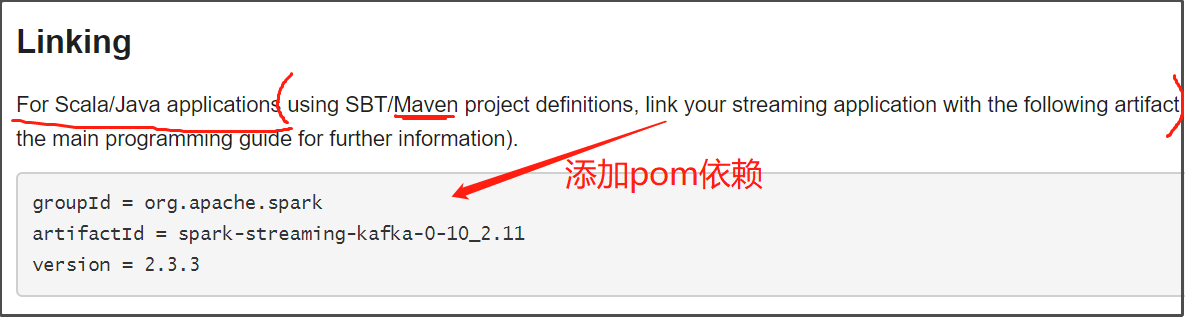 Linking
For Scala/Java applications using SBT/Maven project definitions, link your streaming application with the following artifact
the main programming guide for further information).
添加pom依赖
groupId = org.apache.spark
artifactId = spark-streaming-kafka-0-10_2.11
version = 2.3.3